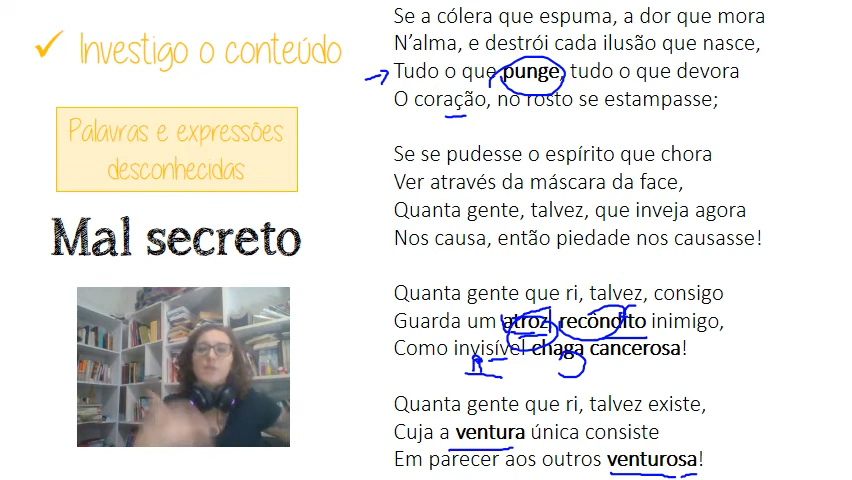 ✓ Investigo o conteúdo
Palavras e expressões
desconhecidas
Mal secreto
Se a cólera que espuma, a dor que mora
N’alma, e destrói cada ilusão que nasce,
Tudo o que punge, tudo o que devora
O coração, no rosto se estampasse;
Se se pudesse o espírito que chora
Ver através da máscara da face,
Quanta gente, talvez, que inveja agora
Nos causa, então piedade nos causasse!
Quanta gente que ri, talvez, consigo
Guarda um atroz, recôndito inimigo,
Como invisível chaga cancerosa!
Quanta gente que ri, talvez existe,
Cuja a ventura única consiste
Em parecer aos outros venturosa!